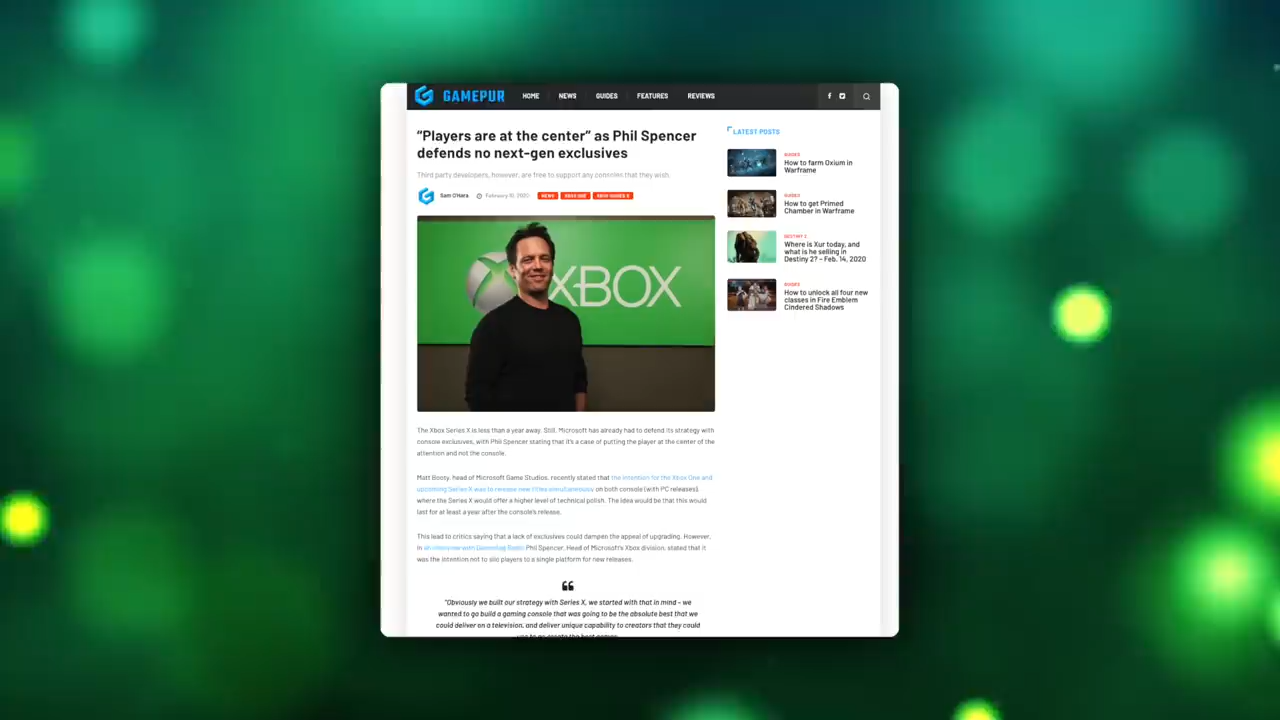 GAMEPUR
HOME
NEWS
GUIDES
FEATURES
REVIEWS
"Players are at the center" as Phil Spencer
defends no next-gen exclusives
Third party developers, however, are free to support any consoles that they wish.
Sam O'Hara
February 10, 2020
NEWS
XBOX ONE
XBOX SERIES X
XBOX
The Xbox Series X is less than a year away. Still, Microsoft has already had to defend its strategy with
console exclusives, with Phil Spencer stating that it's a case of putting the player at the center of the
attention and not the console.
Matt Booty, head of Microsoft Game Studios, recently stated that the intention for the Xbox One and
upcoming Series X was to release new titles simultaneously on both console (with PC releases),
where the Series X would offer a higher level of technical polish. The idea would be that this would
last for at least a year after the console's release.
This lead to critics saying that a lack of exclusives could dampen the appeal of upgrading. However,
in an interview with Gamertag Radio Phil Spencer, Head of Microsoft's Xbox division, stated that it
was the intention not to silo players to a single platform for new releases.
"Obviously we built our strategy with Series X, we started with that in mind – we
wanted to go build a gaming console that was going to be the absolute best that we
could deliver on a television, and deliver unique capability to creators that they could
LATEST POSTS
GUIDES
How to farm Oxium in
Warframe
GUIDES
How to get Primed
Chamber in Warframe
DESTINY 2
Where is Xur today, and
what is he selling in
Destiny 2? – Feb. 14, 2020
GUIDES
How to unlock all four new
classes in Fire Emblem
Cindered Shadows